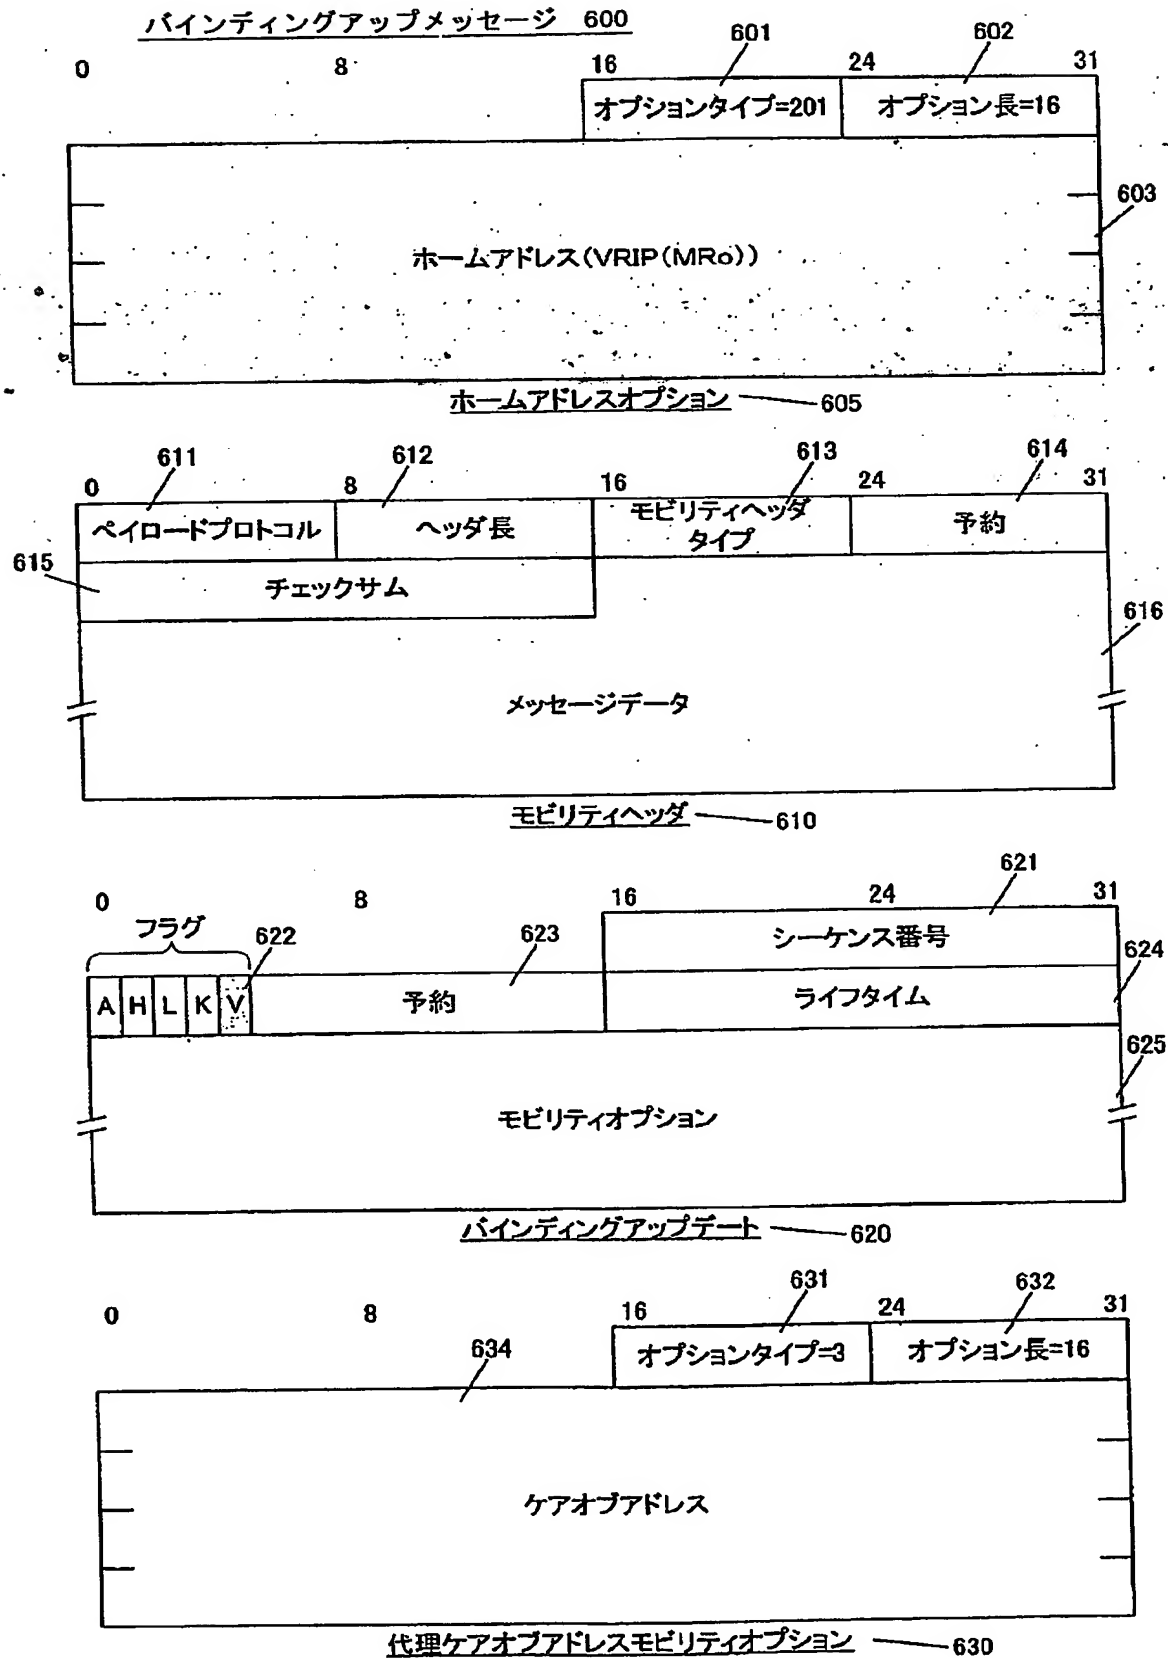 バインディングアップメッセージ 600
601
602
0 8 16 24 31
オプションタイプ=201 オプション長=16
603
ホームアドレス(VRIP(MRo))
ホームアドレスオプション 605
611 612 613 614
0 8 16 24 31
ペイロードプロトコル ヘッダ長 モビリティヘッダ
タイプ
予約
615 チェックサム
616
メッセージデータ
モビリティヘッダ 610
621
0 8 16 24 31
フラグ
622 623
シーケンス番号
624
A H L K V 予約 ライフタイム
625
モビリティオプション
バインディングアップデート 620
631 632
0 8 16 24 31
634 オプションタイプ=3 オプション長=16
ケアオブアドレス
代理ケアオブアドレスモビリティオプション 630